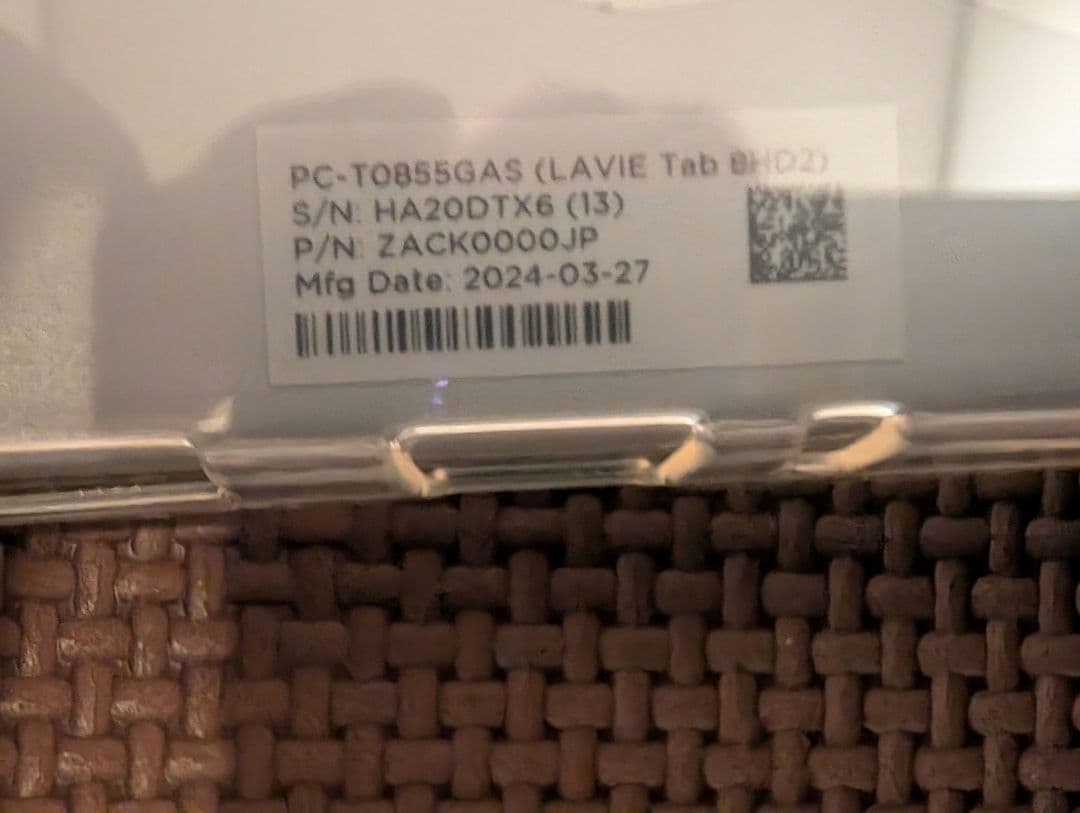 PC-T0855GAS (LAVIE Tab 8HD2)
S/N: HA20DTX6 (13)
P/N: ZACK0000JP
Mfg Date: 2024-03-27